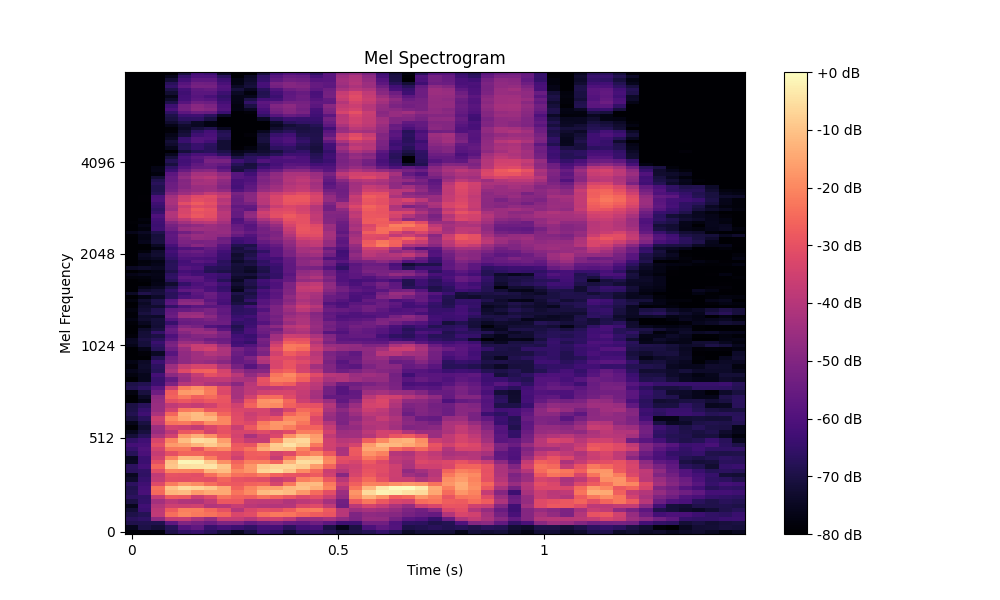 Mel Spectrogram
Mel Frequency
4096
2048
1024
512
0
0
0.5
1
Time (s)
+0 dB
-10 dB
-20 dB
-30 dB
-40 dB
-50 dB
-60 dB
-70 dB
-80 dB